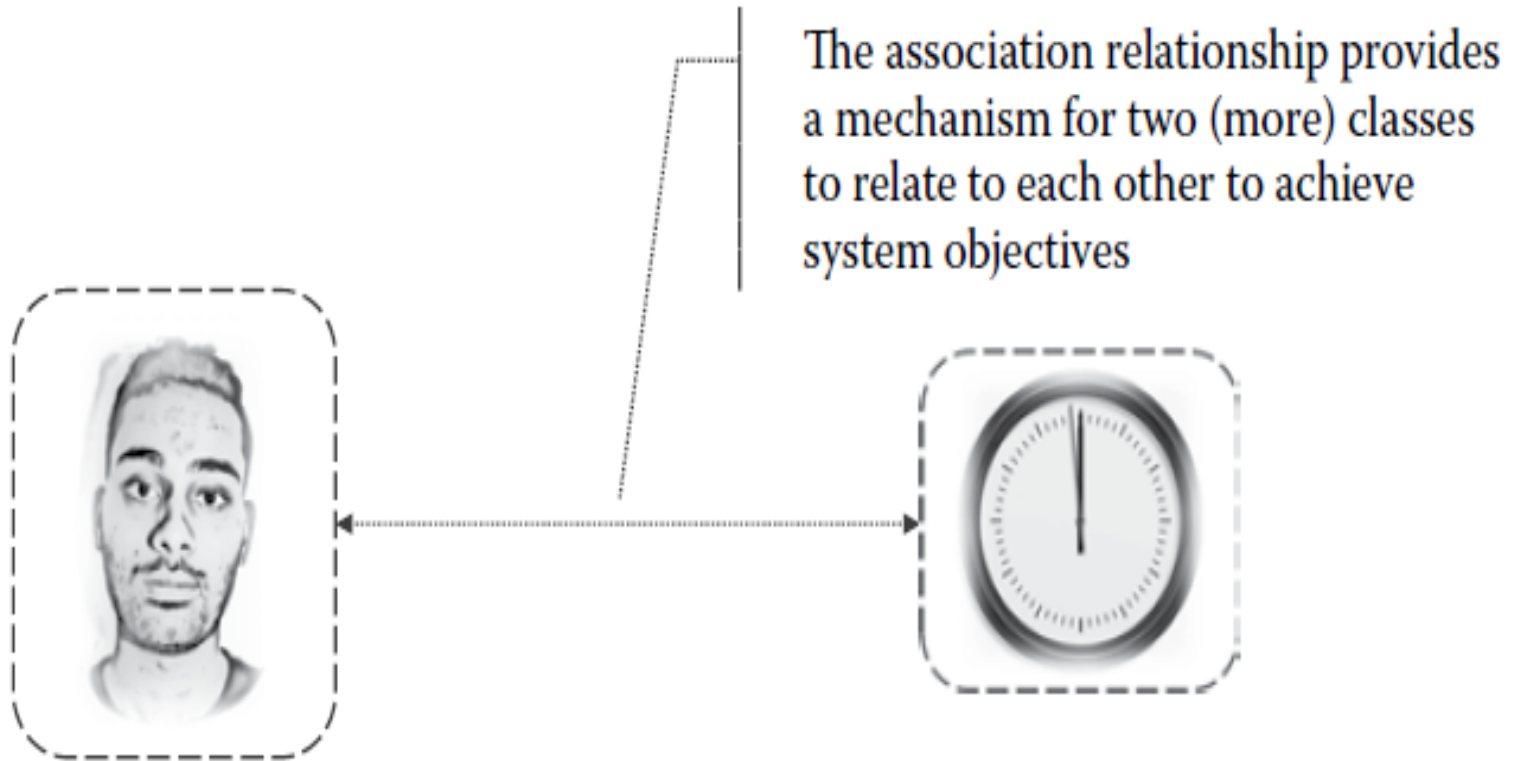 The association relationship provides
a mechanism for two (more) classes
to relate to each other to achieve
system objectives